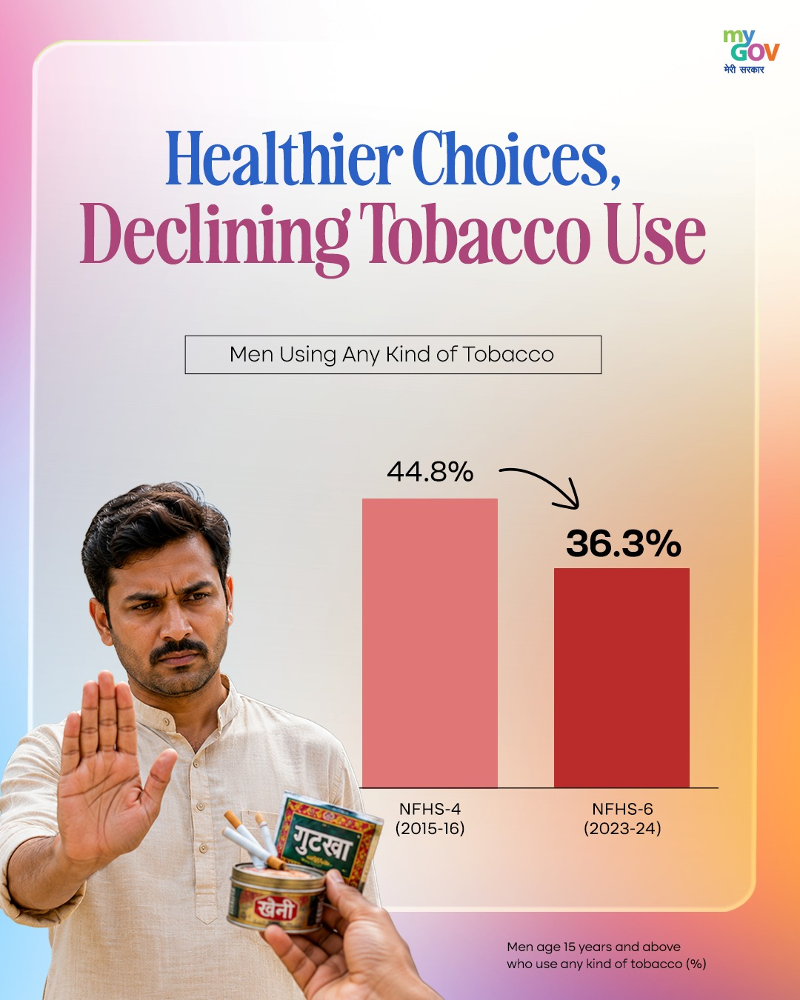 my
GOV
मेरी सरकार
Healthier Choices,
Declining Tobacco Use
Men Using Any Kind of Tobacco
44.8%
36.3%
NFHS-4
(2015-16)
NFHS-6
(2023-24)
गुटखा
खैनी
Men age 15 years and above
who use any kind of tobacco (%)